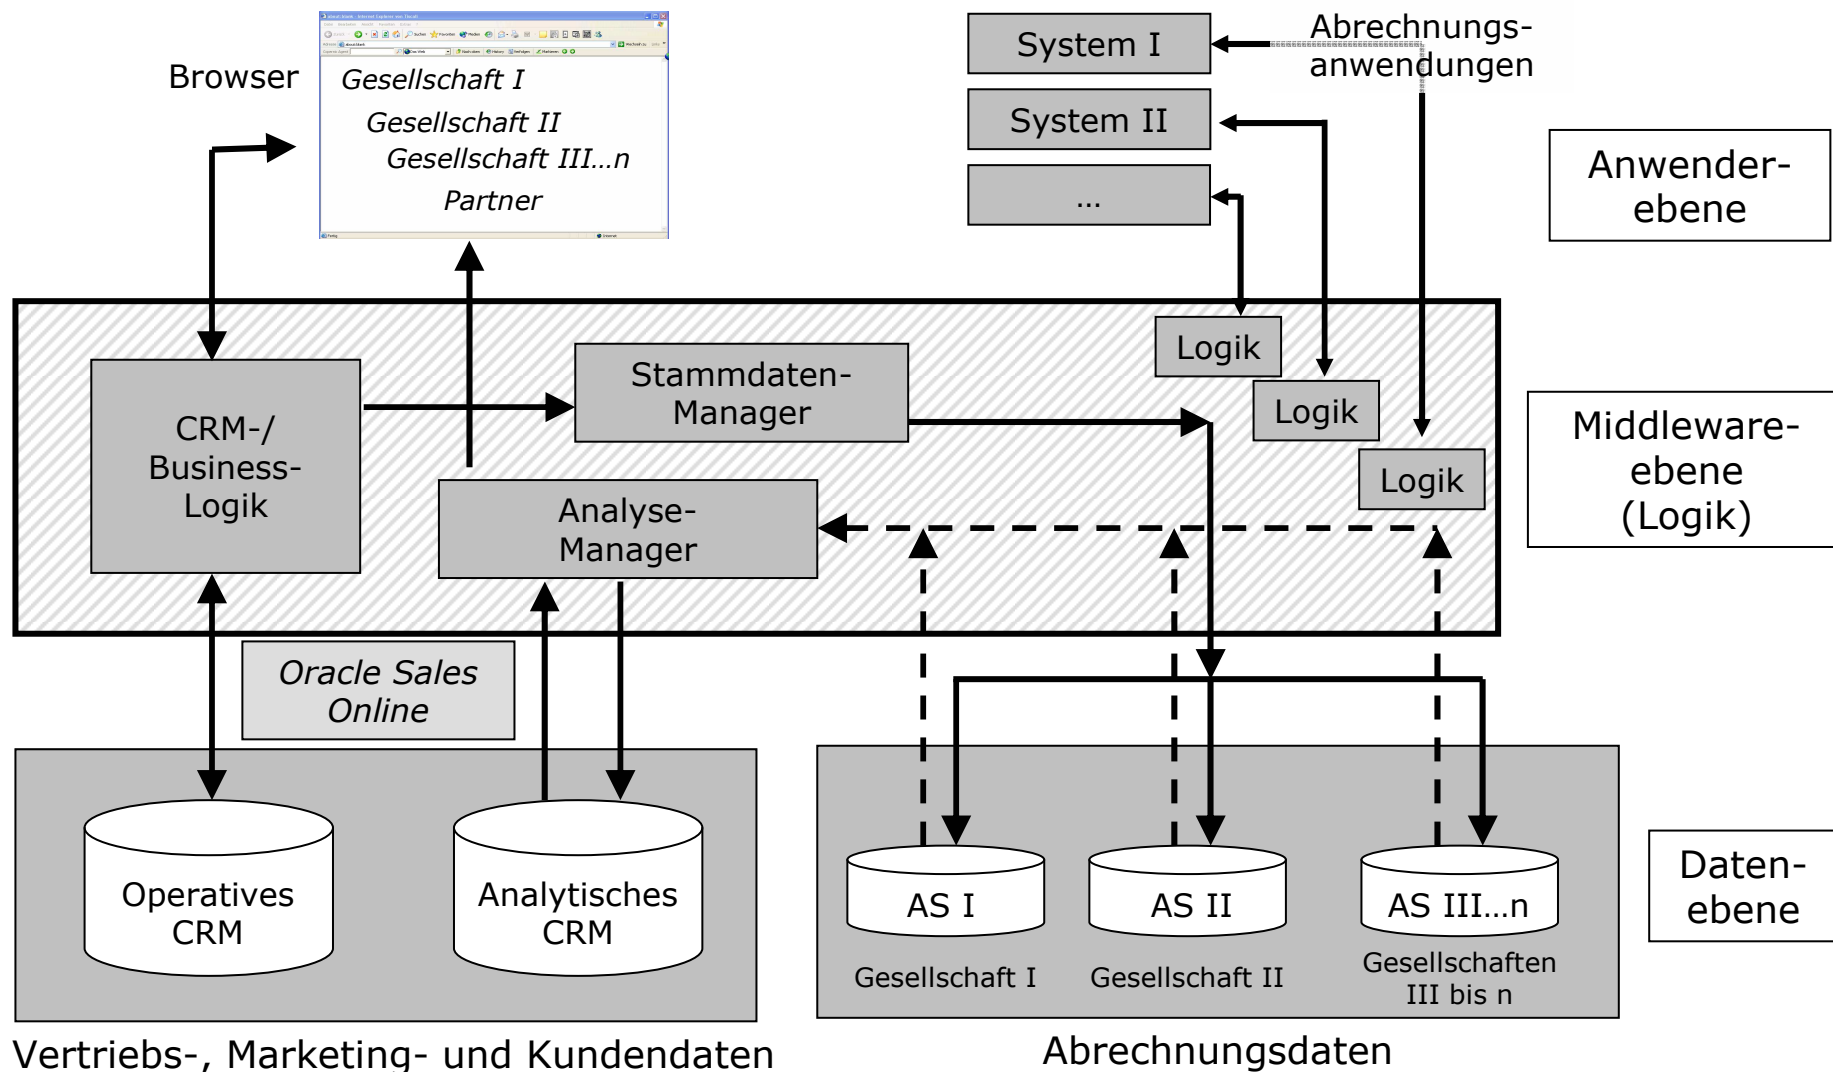 Browser
Gesellschaft I
Gesellschaft II
Gesellschaft III...n
Partner
System I
System II
...
Abrechnungs-
anwendungen
Anwender-
ebene
CRM-/
Business-
Logik
Stammdaten-
Manager
Analyse-
Manager
Logik
Logik
Logik
Middleware-
ebene
(Logik)
Oracle Sales
Online
Operatives
CRM
Analytisches
CRM
AS I
AS II
AS III...n
Gesellschaft I
Gesellschaft II
Gesellschaften
III bis n
Daten-
ebene
Vertriebs-, Marketing- und Kundendaten
Abrechnungsdaten